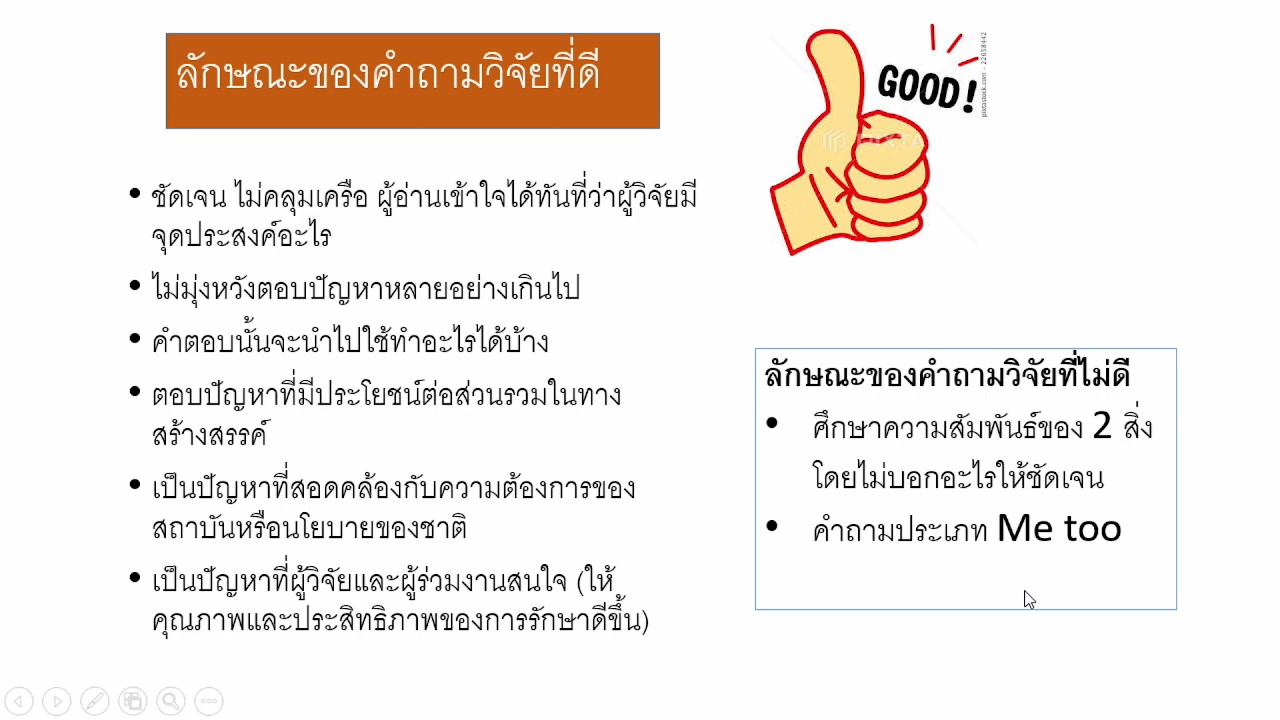 ลักษณะของคำถามวิจัยที่ดี
GOOD!
pixtastock.com - 22658442
PIXTA
• ชัดเจน ไม่คลุมเครือ ผู้อ่านเข้าใจได้ทันที่ว่าผู้วิจัยมี
จุดประสงค์อะไร
• ไม่มุ่งหวังตอบปัญหาหลายอย่างเกินไป
• คำตอบนั้นจะนำไปใช้ทำอะไรได้บ้าง
• ตอบปัญหาที่มีประโยชน์ต่อส่วนรวมในทาง
สร้างสรรค์
• เป็นปัญหาที่สอดคล้องกับความต้องการของ
สถาบันหรือนโยบายของชาติ
• เป็นปัญหาที่ผู้วิจัยและผู้ร่วมงานสนใจ (ให้
คุณภาพและประสิทธิภาพของการรักษาดีขึ้น)
ลักษณะของคำถามวิจัยที่ไม่ดี
• ศึกษาความสัมพันธ์ของ 2 สิ่ง
โดยไม่บอกอะไรให้ชัดเจน
• คำถามประเภท Me too